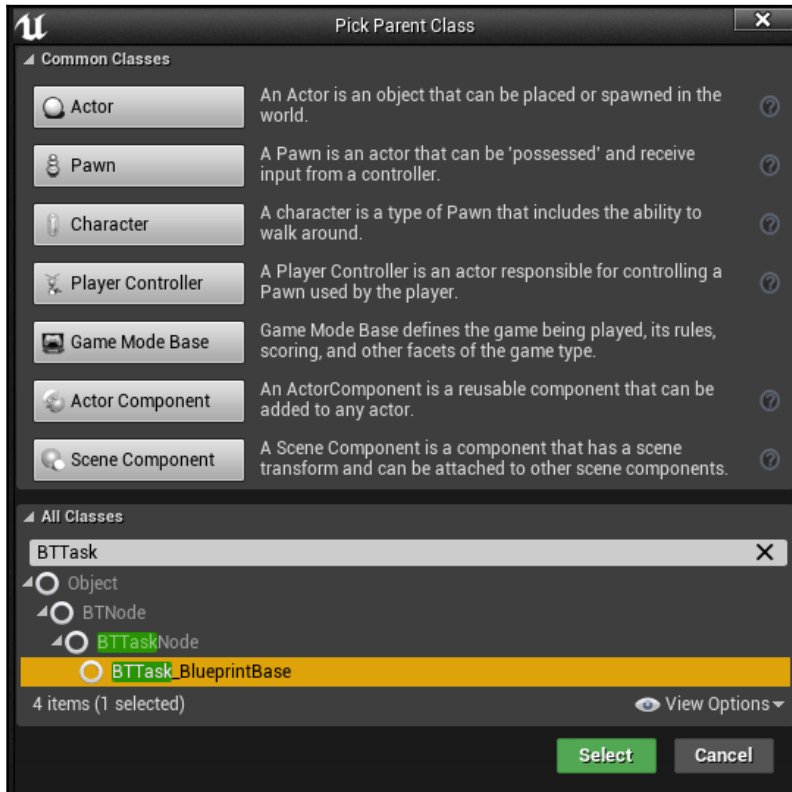 Pick Parent Class
Common Classes
Actor
An Actor is an object that can be placed or spawned in the
world.
Pawn
A Pawn is an actor that can be 'possessed' and receive
input from a controller.
Character
A character is a type of Pawn that includes the ability to
walk around.
Player Controller
A Player Controller is an actor responsible for controlling a
Pawn used by the player.
Game Mode Base
Game Mode Base defines the game being played, its rules,
scoring, and other facets of the game type.
Actor Component
An ActorComponent is a reusable component that can be
added to any actor.
Scene Component
A Scene Component is a component that has a scene
transform and can be attached to other scene components.
All Classes
BTTask
Object
BTNode
BTTaskNode
BTTask_BlueprintBase
4 items (1 selected)
View Options
Select
Cancel